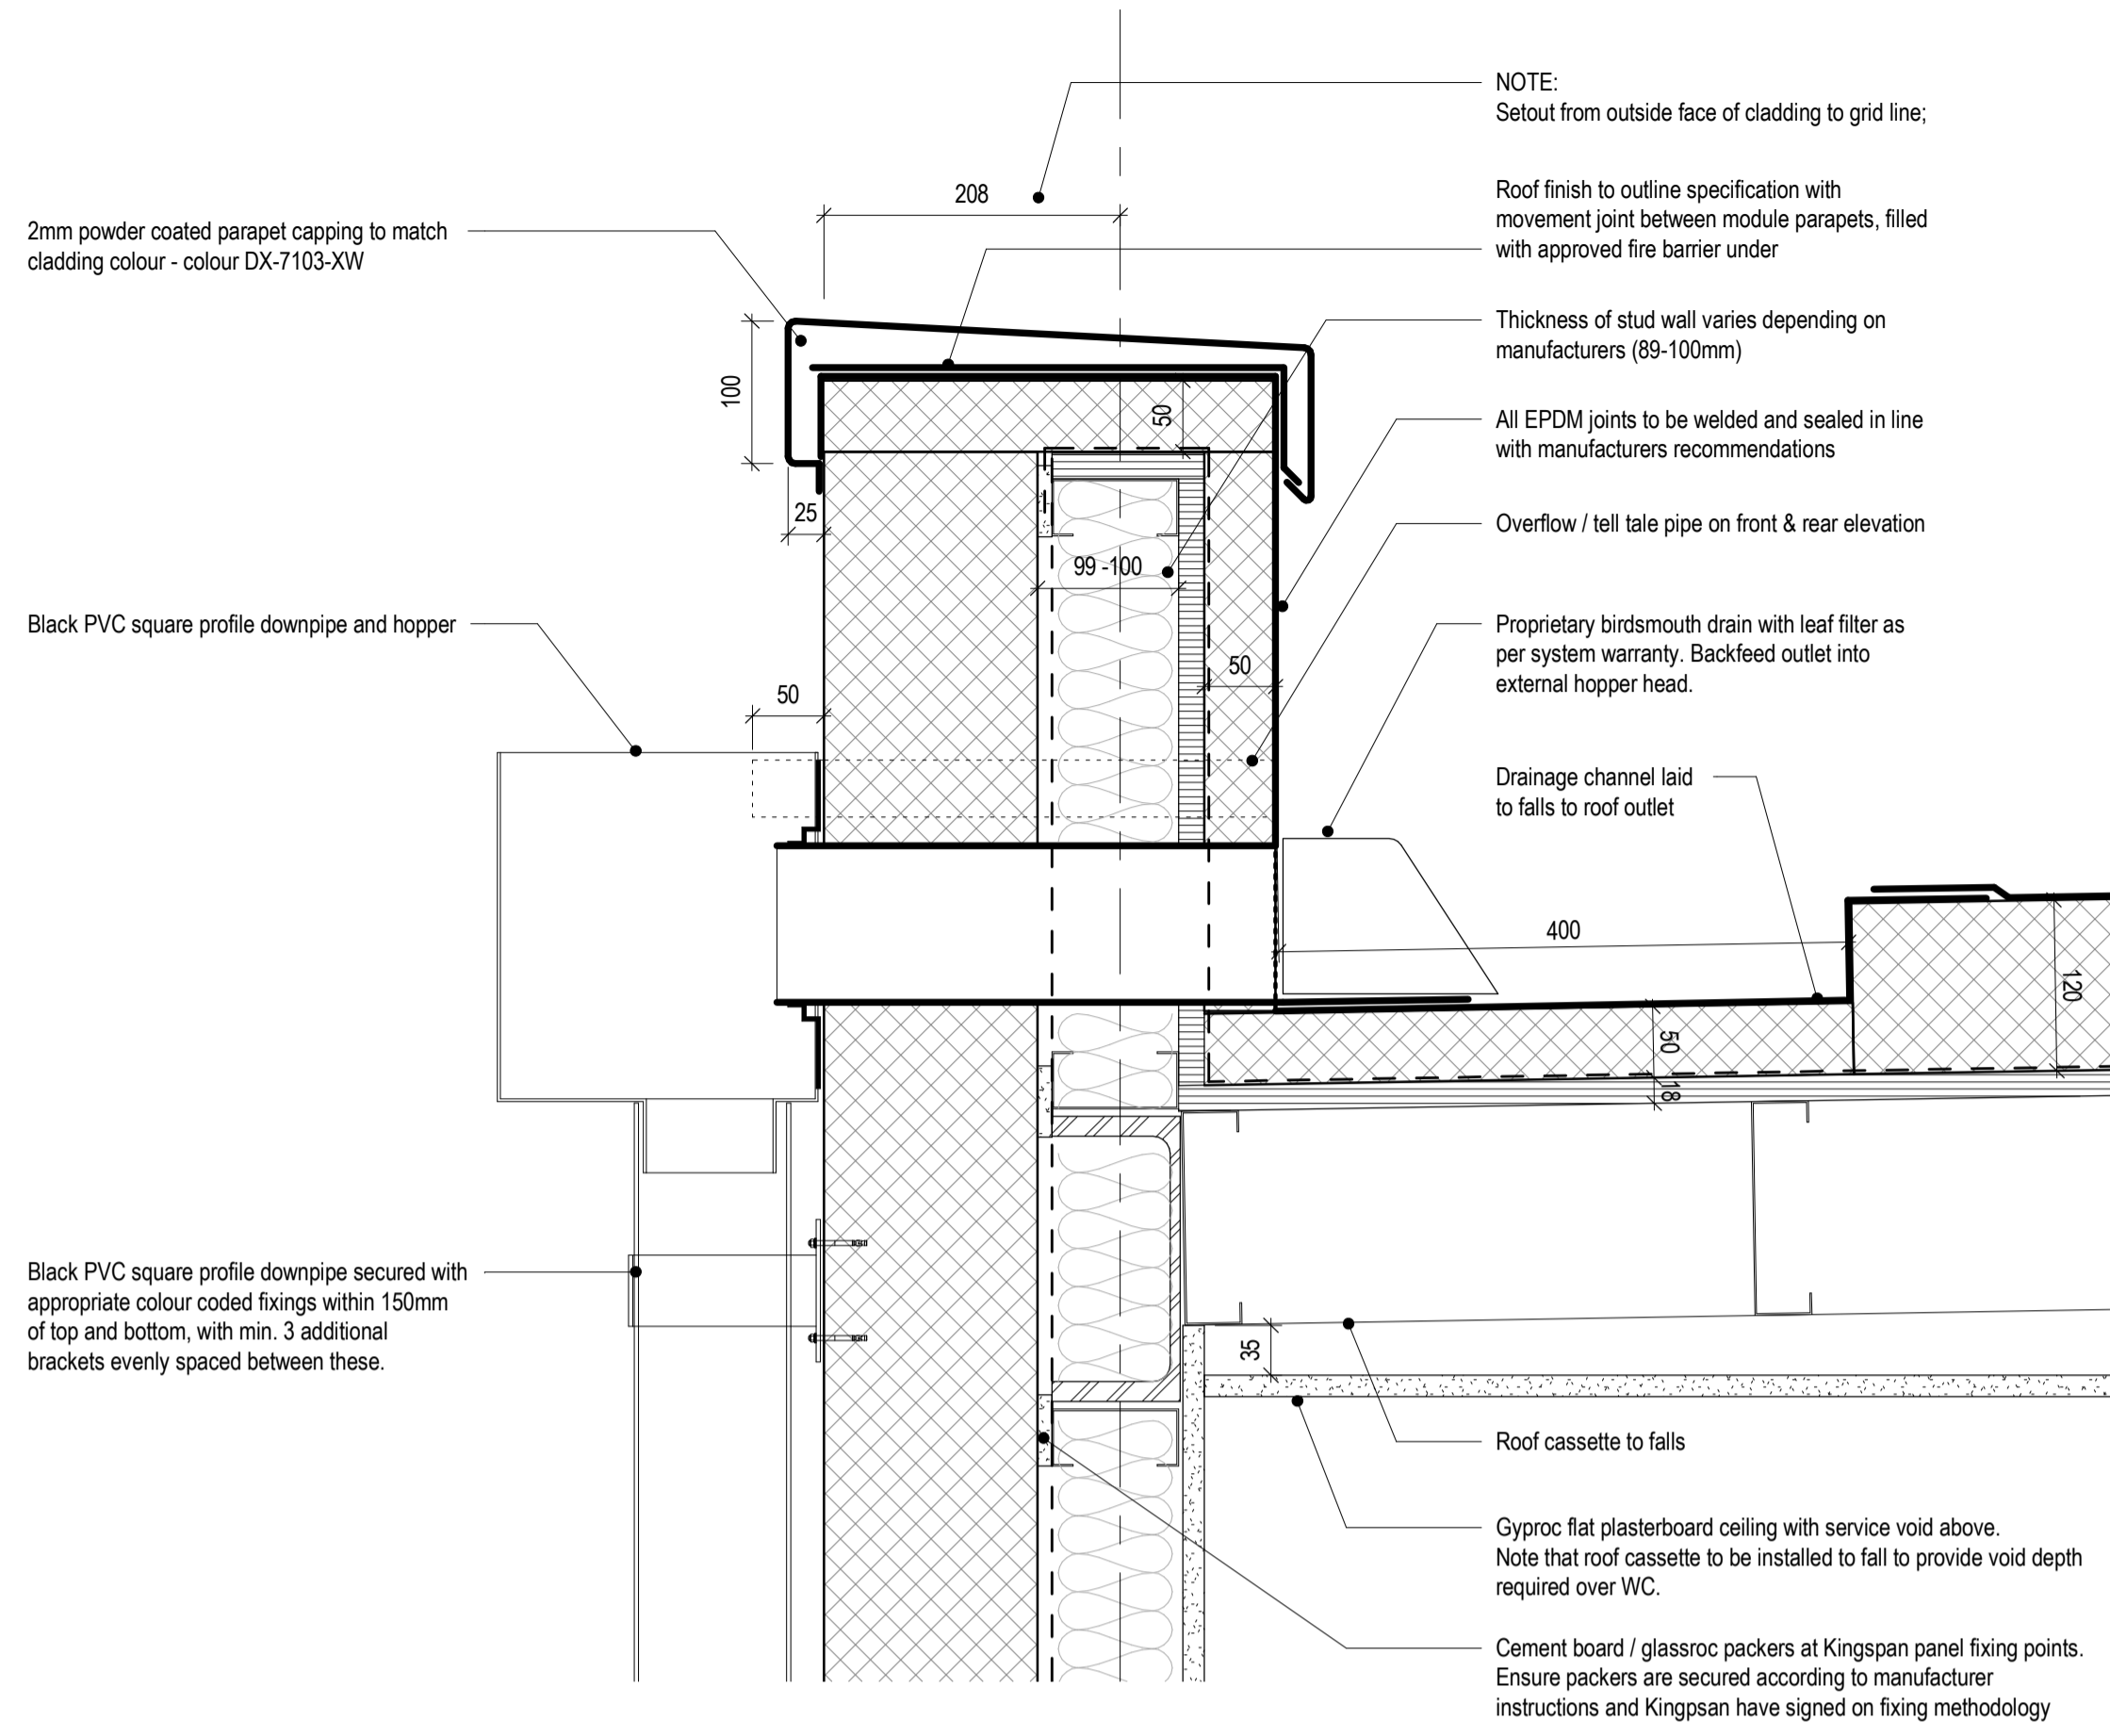 NOTE:
Setout from outside face of cladding to grid line;
208
Roof finish to outline specification with
movement joint between module parapets, filled
with approved fire barrier under
2mm powder coated parapet capping to match
cladding colour - colour DX-7103-XW
Thickness of stud wall varies depending on
manufacturers (89-100mm)
100
50
All EPDM joints to be welded and sealed in line
with manufacturers recommendations
25
Overflow / tell tale pipe on front & rear elevation
99 -100
Black PVC square profile downpipe and hopper
Proprietary birdsmouth drain with leaf filter as
per system warranty. Backfeed outlet into
external hopper head.
50
50
Drainage channel laid
to falls to roof outlet
400
120
50
18
Black PVC square profile downpipe secured with
appropriate colour coded fixings within 150mm
of top and bottom, with min. 3 additional
brackets evenly spaced between these.
35
Roof cassette to falls
Gyproc flat plasterboard ceiling with service void above.
Note that roof cassette to be installed to fall to provide void depth
required over WC.
Cement board / glassroc packers at Kingspan panel fixing points.
Ensure packers are secured according to manufacturer
instructions and Kingpsan have signed on fixing methodology